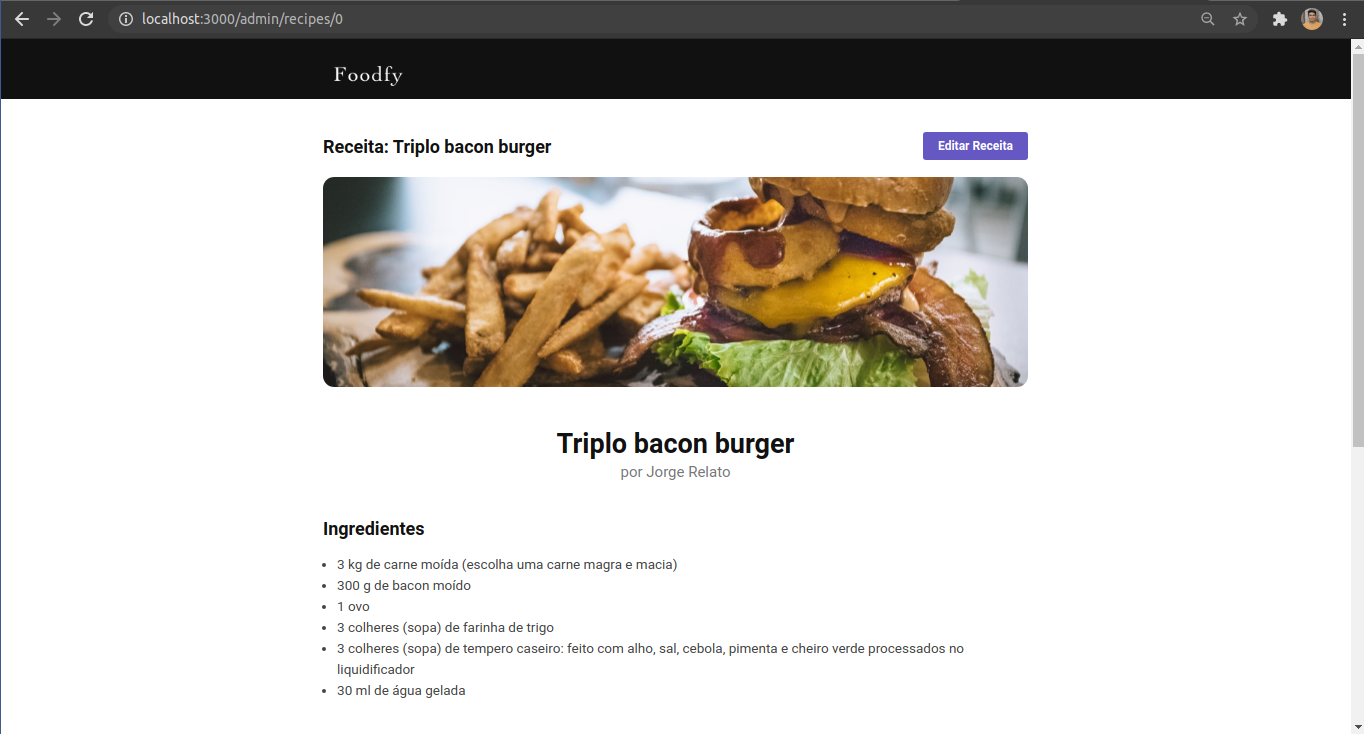 localhost:3000/admin/recipes/0
Foodfy
Receita: Triplo bacon burger
Editar Receita
Triplo bacon burger
por Jorge Relato
Ingredientes
• 3 kg de carne moída (escolha uma carne magra e macia)
• 300 g de bacon moído
• 1 ovo
• 3 colheres (sopa) de farinha de trigo
• 3 colheres (sopa) de tempero caseiro: feito com alho, sal, cebola, pimenta e cheiro verde processados no
liquidificador
• 30 ml de água gelada